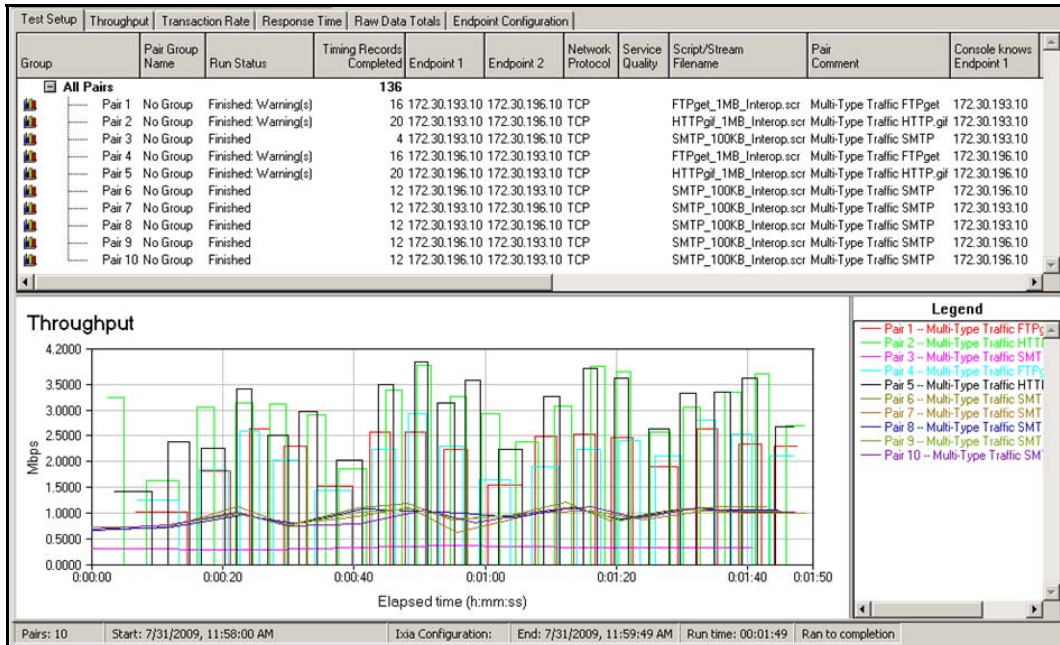 Test Setup Throughput Transaction Rate Response Time Raw Data Totals Endpoint Configuration
Group Pair Group Name Run Status Timing Records Completed Endpoint 1 Endpoint 2 Network Protocol Service Quality Script/Stream Filename Pair Comment Console knows Endpoint 1
All Pairs 136
Pair 1 No Group Finished: Warning(s) 16 172.30.193.10 172.30.196.10 TCP FTPget_1MB_Interop.scr Multi-Type Traffic FTPget 172.30.193.10
Pair 2 No Group Finished: Warning(s) 20 172.30.193.10 172.30.196.10 TCP HTTPgif_1MB_Interop.scr Multi-Type Traffic HTTP.gif 172.30.193.10
Pair 3 No Group Finished 4 172.30.193.10 172.30.196.10 TCP SMTP_100KB_Interop.scr Multi-Type Traffic SMTP 172.30.193.10
Pair 4 No Group Finished: Warning(s) 16 172.30.196.10 172.30.193.10 TCP FTPget_1MB_Interop.scr Multi-Type Traffic FTPget 172.30.196.10
Pair 5 No Group Finished: Warning(s) 20 172.30.196.10 172.30.193.10 TCP HTTPgif_1MB_Interop.scr Multi-Type Traffic HTTP.gif 172.30.196.10
Pair 6 No Group Finished 12 172.30.196.10 172.30.193.10 TCP SMTP_100KB_Interop.scr Multi-Type Traffic SMTP 172.30.196.10
Pair 7 No Group Finished 12 172.30.193.10 172.30.196.10 TCP SMTP_100KB_Interop.scr Multi-Type Traffic SMTP 172.30.193.10
Pair 8 No Group Finished 12 172.30.196.10 172.30.193.10 TCP SMTP_100KB_Interop.scr Multi-Type Traffic SMTP 172.30.196.10
Pair 9 No Group Finished 12 172.30.196.10 172.30.193.10 TCP SMTP_100KB_Interop.scr Multi-Type Traffic SMTP 172.30.196.10
Pair 10 No Group Finished 12 172.30.196.10 172.30.193.10 TCP SMTP_100KB_Interop.scr Multi-Type Traffic SMTP 172.30.196.10
Throughput
4.2000
3.5000
3.0000
2.5000
2.0000
1.5000
1.0000
0.5000
0.0000
Mbps
0:00:00 0:00:20 0:00:40 0:01:00 0:01:20 0:01:40 0:01:50
Elapsed time (h:mm:ss)
Legend
Pair 1 -- Multi-Type Traffic FTPg
Pair 2 -- Multi-Type Traffic HTTI
Pair 3 -- Multi-Type Traffic SMT
Pair 4 -- Multi-Type Traffic FTPg
Pair 5 -- Multi-Type Traffic HTTI
Pair 6 -- Multi-Type Traffic SMT
Pair 7 -- Multi-Type Traffic SMT
Pair 8 -- Multi-Type Traffic SMT
Pair 9 -- Multi-Type Traffic SMT
Pair 10 -- Multi-Type Traffic SM
Pairs: 10 Start: 7/31/2009, 11:58:00 AM Ixia Configuration: End: 7/31/2009, 11:59:49 AM Run time: 00:01:49 Ran to completion